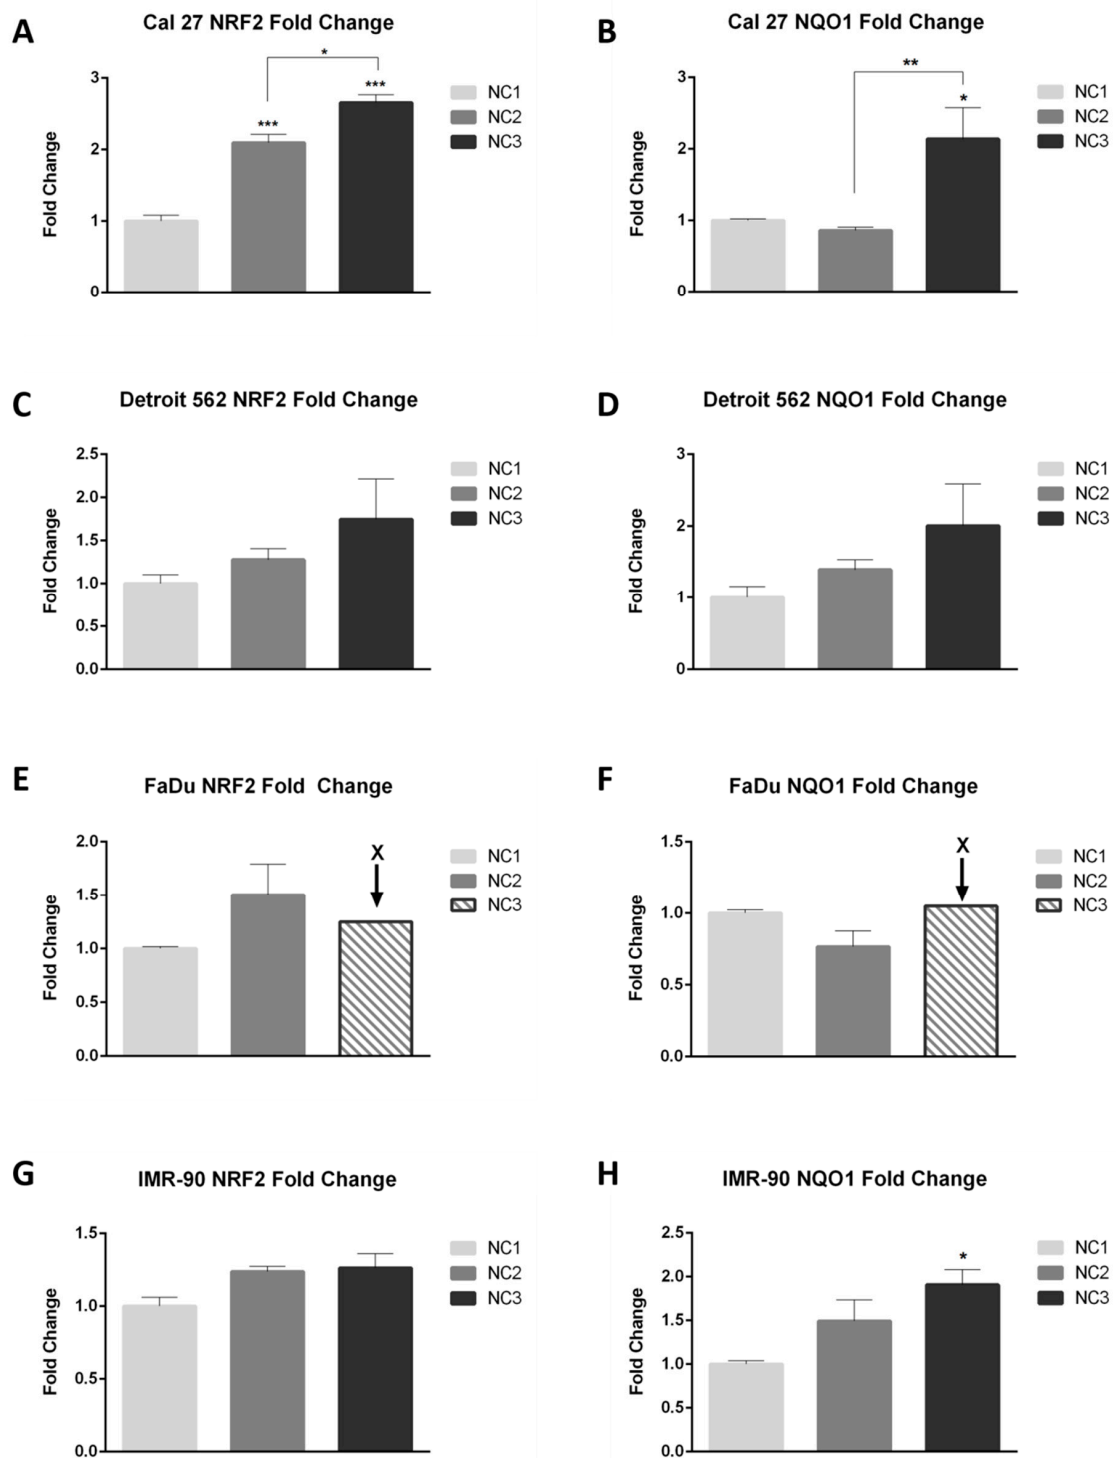 A
Cal 27 NRF2 Fold Change
*
***
***
Fold Change
3
2
1
0
NC1
NC2
NC3
B
Cal 27 NQO1 Fold Change
**
*
Fold Change
3
2
1
0
NC1
NC2
NC3
C
Detroit 562 NRF2 Fold Change
Fold Change
2.5
2.0
1.5
1.0
0.5
0.0
NC1
NC2
NC3
D
Detroit 562 NQO1 Fold Change
Fold Change
3
2
1
0
NC1
NC2
NC3
E
FaDu NRF2 Fold Change
X
Fold Change
2.0
1.5
1.0
0.5
0.0
NC1
NC2
NC3
F
FaDu NQO1 Fold Change
X
Fold Change
1.5
1.0
0.5
0.0
NC1
NC2
NC3
G
IMR-90 NRF2 Fold Change
Fold Change
1.5
1.0
0.5
0.0
NC1
NC2
NC3
H
IMR-90 NQO1 Fold Change
*
Fold Change
2.5
2.0
1.5
1.0
0.5
0.0
NC1
NC2
NC3